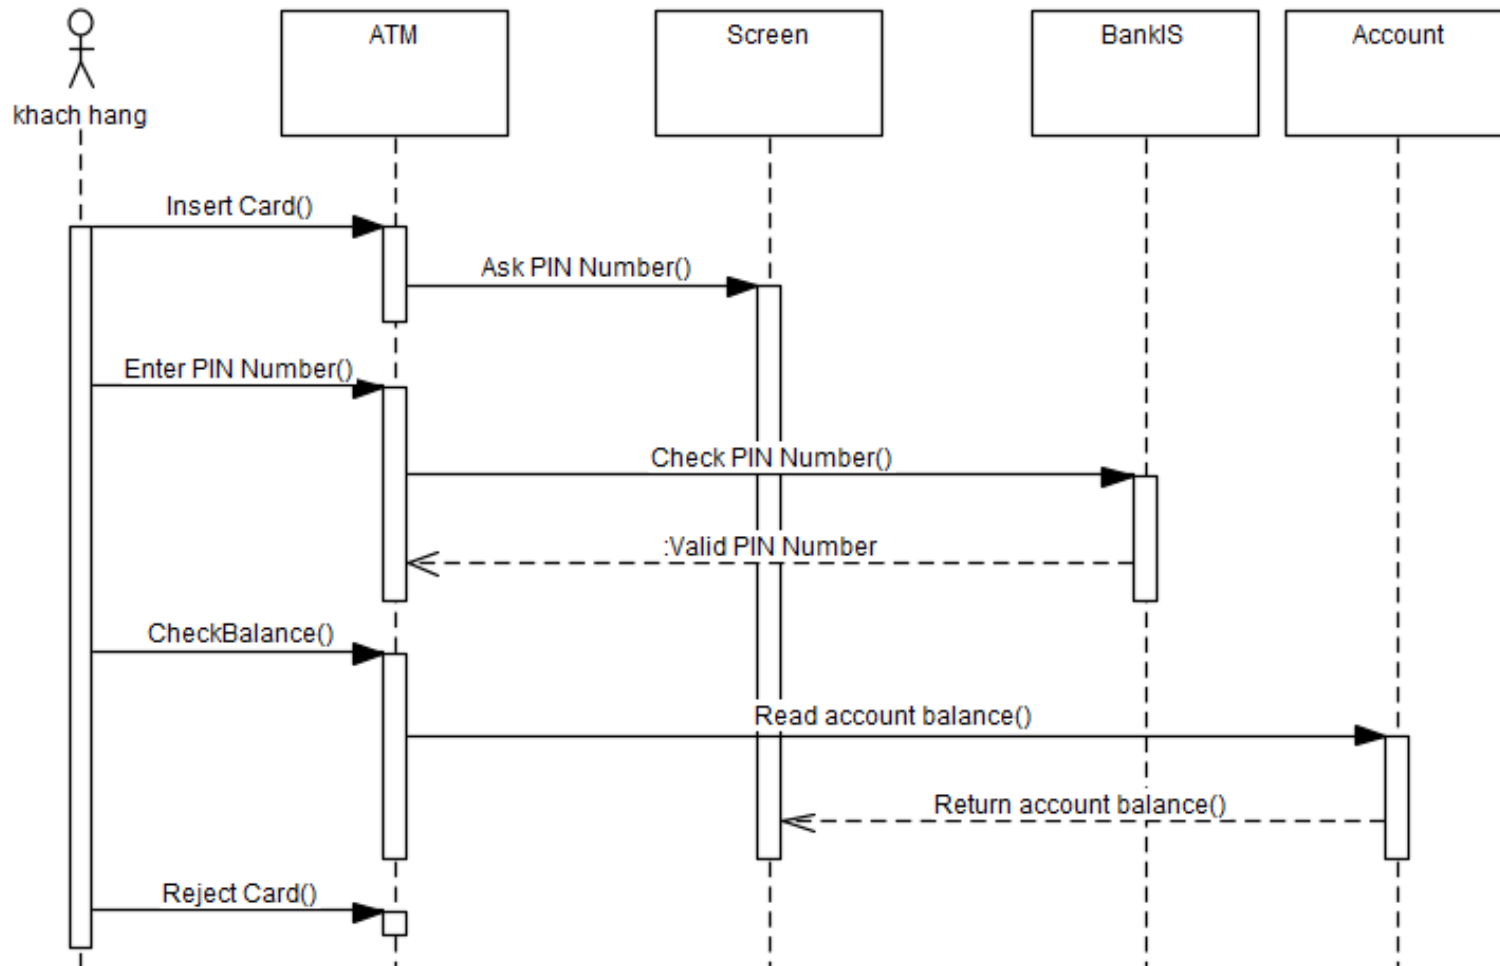 ATM
Screen
BankIS
Account
khach hang
Insert Card()
Ask PIN Number()
Enter PIN Number()
Check PIN Number()
:Valid PIN Number
CheckBalance()
Read account balance()
Return account balance()
Reject Card()